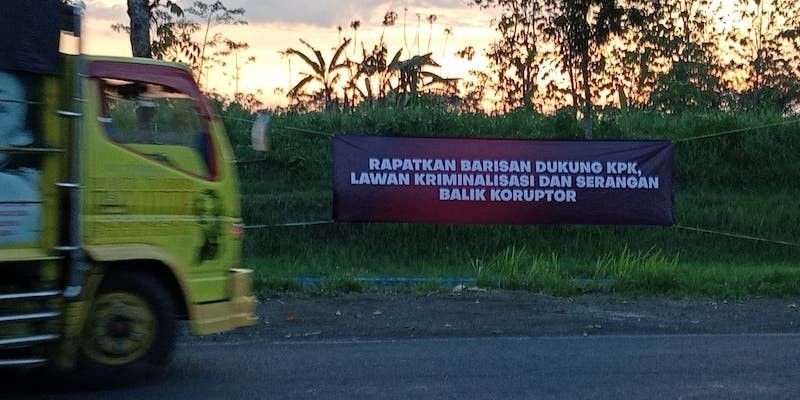 RAPATKAN BARISAN DUKUNG KPK,
LAWAN KRIMINALISASI DAN SERANGAN
BALIK KORUPTOR